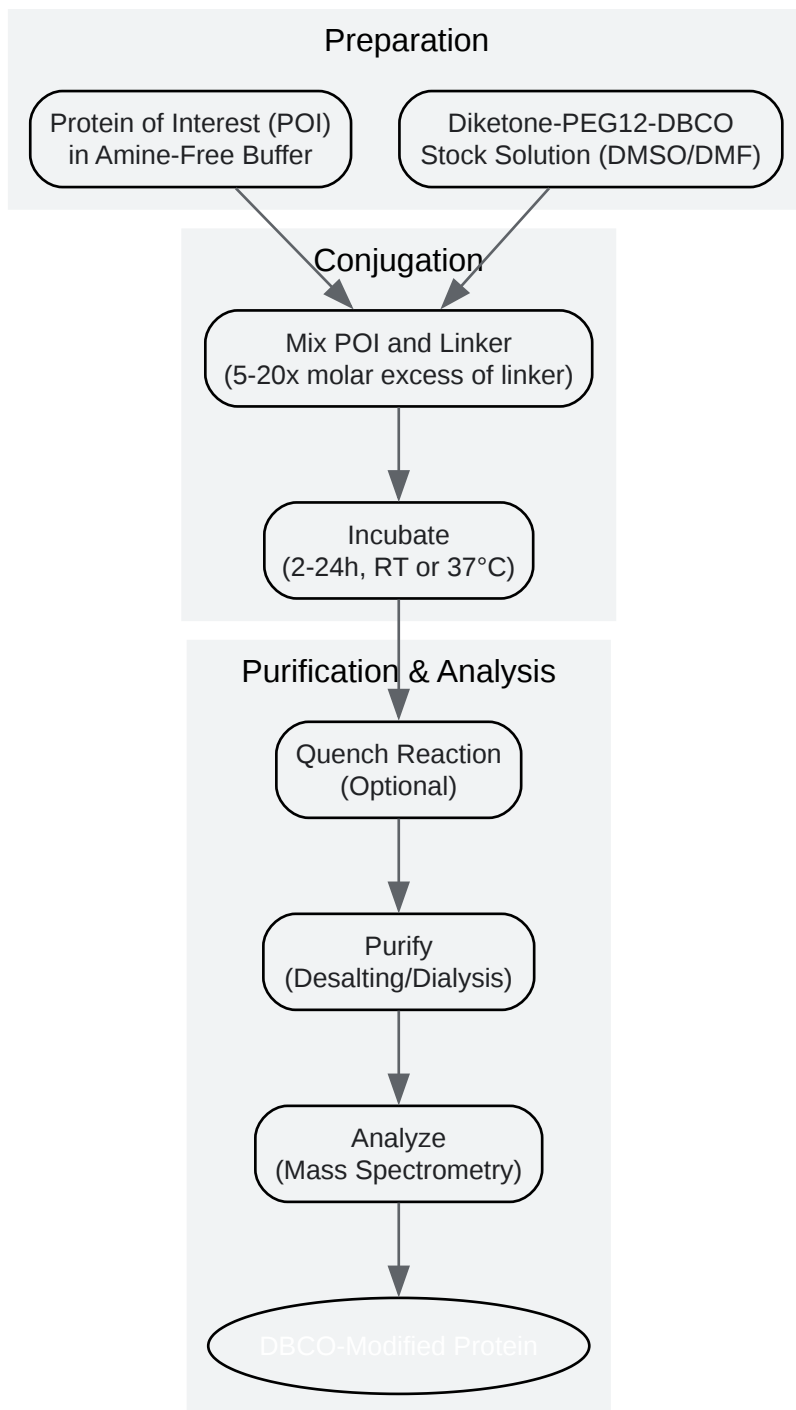 Preparation
Protein of Interest (POI)
in Amine-Free Buffer
Diketone-PEG12-DBCO
Stock Solution (DMSO/DMF)
Conjugation
Mix POI and Linker
(5-20x molar excess of linker)
Incubate
(2-24h, RT or 37°C)
Purification & Analysis
Quench Reaction
(Optional)
Purify
(Desalting/Dialysis)
Analyze
(Mass Spectrometry)
DBCO-Modified Protein